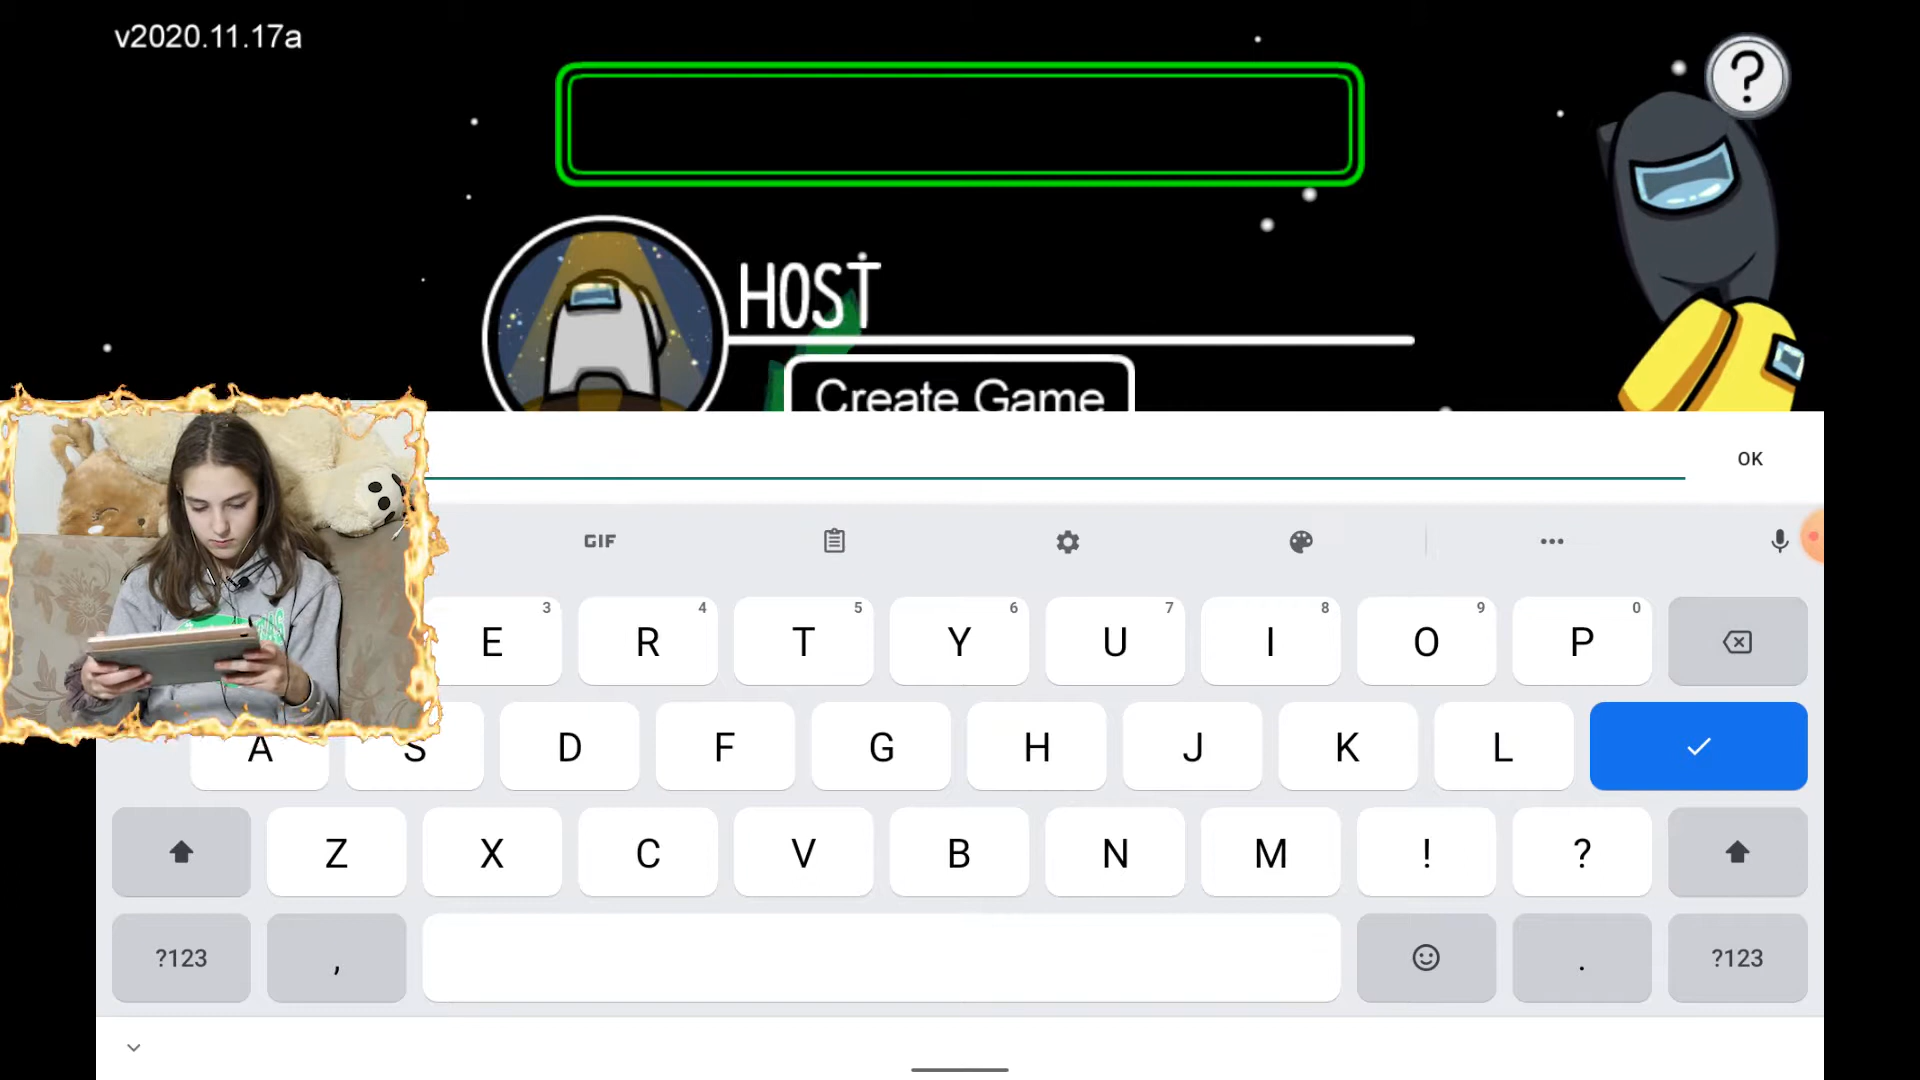 v2020.11.17a
?
HOST
Create Game
OK
GIF
E 3 R 4 T 5 Y 6 U 7 I 8 O 9 P 0
A S D F G H J K L
Z X C V B N M ! ?
?123 , . ?123